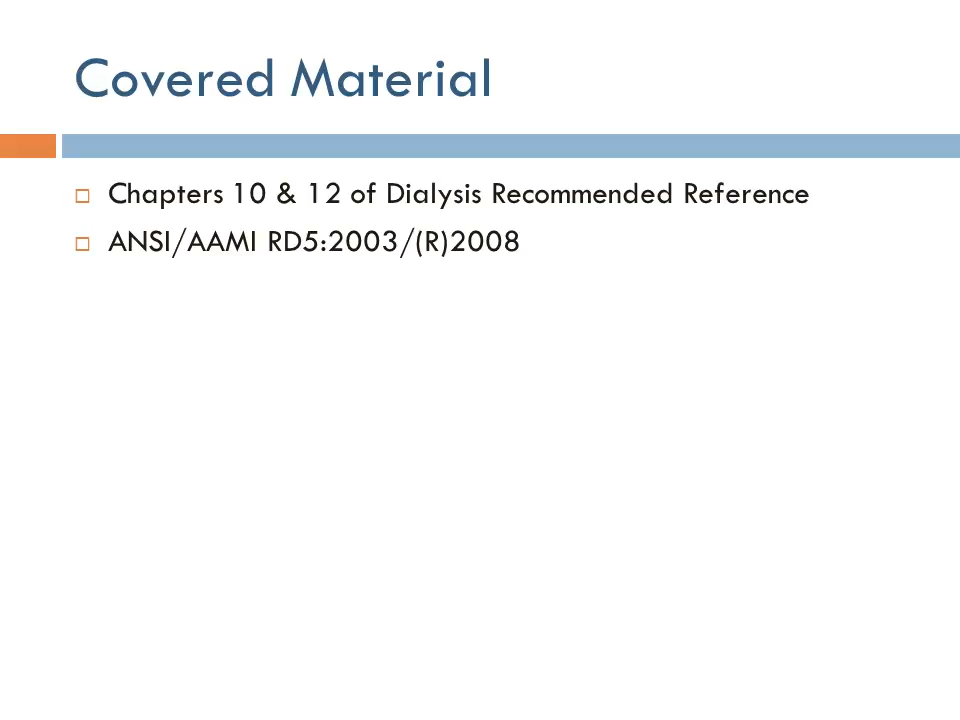 Covered Material
Chapters 10 & 12 of Dialysis Recommended Reference
ANSI/AAMI RD5:2003/(R)2008